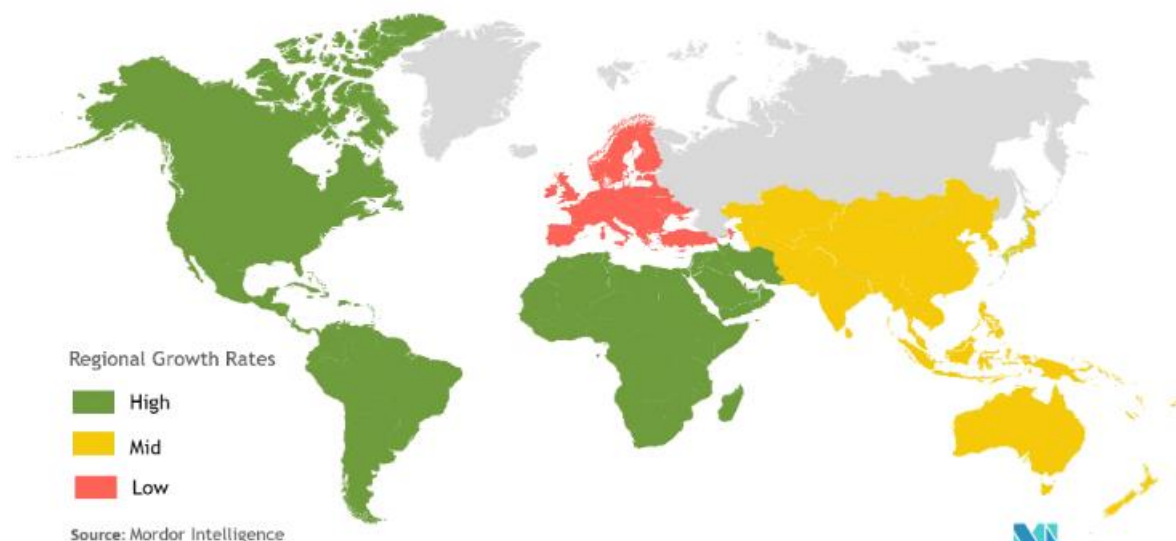 Regional Growth Rates
High
Mid
Low
Source: Mordor Intelligence